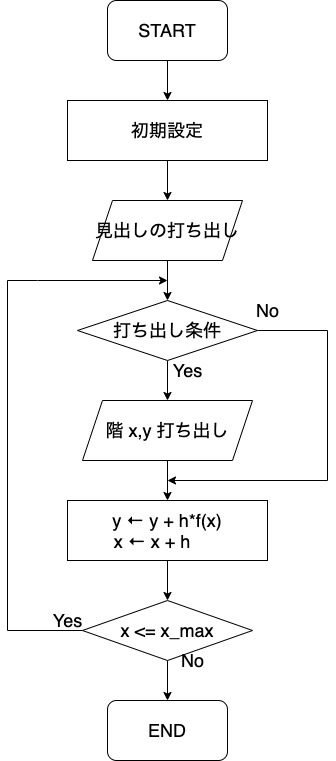 START
初期設定
見出しの打ち出し
打ち出し条件
No
Yes
階 x,y 打ち出し
y ← y + h*f(x)
x ← x + h
Yes
x <= x_max
No
END